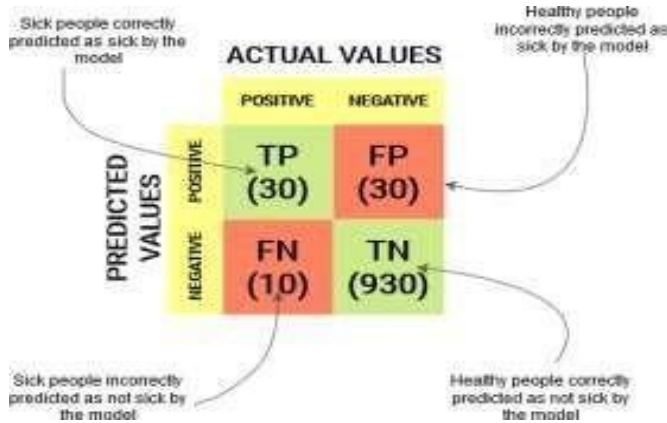 Sick people correctly
predicted as sick by the
model
Healthy people
incorrectly predicted as
sick by the model
ACTUAL VALUES
POSITIVE NEGATIVE
PREDICTED
VALUES
POSITIVE
TP
(30)
FP
(30)
NEGATIVE
FN
(10)
TN
(930)
Sick people incorrectly
predicted as not sick by
the model
Healthy people correctly
predicted as not sick by
the model